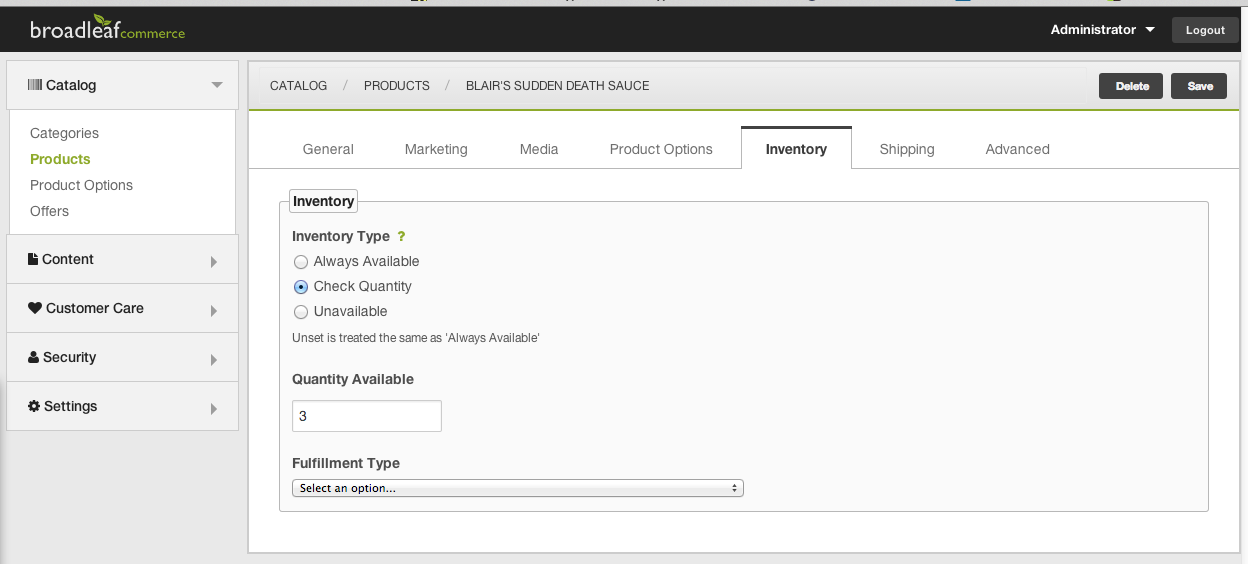 broadleafcommerce
Administrator
Logout
Catalog
Categories
Products
Product Options
Offers
Content
Customer Care
Security
Settings
CATALOG / PRODUCTS / BLAIR'S SUDDEN DEATH SAUCE
Delete
Save
General Marketing Media Product Options Inventory Shipping Advanced
Inventory
Inventory Type ?
Always Available
Check Quantity
Unavailable
Unset is treated the same as 'Always Available'
Quantity Available
3
Fulfillment Type
Select an option...